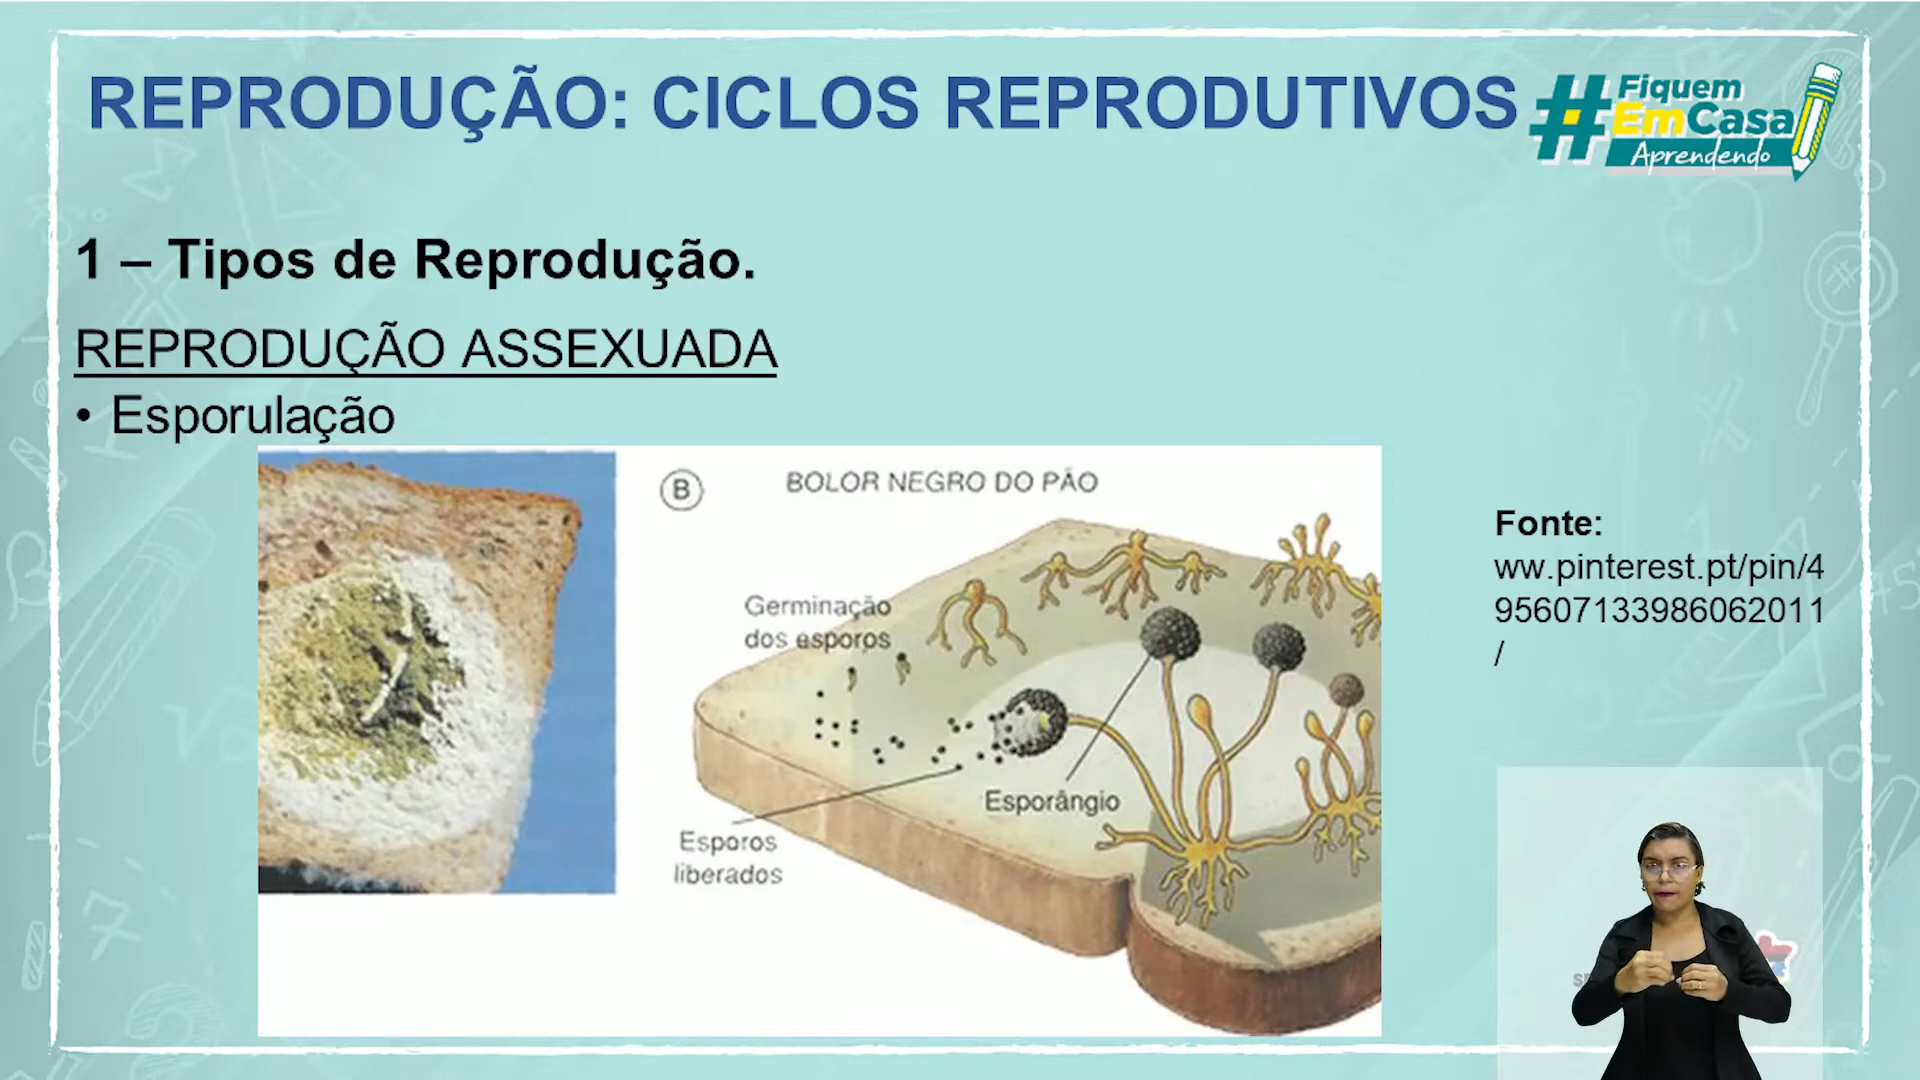 REPRODUÇÃO: CICLOS REPRODUTIVOS
#Fiquem
EmCasa
Aprendendo
1 – Tipos de Reprodução.
REPRODUÇÃO ASSEXUADA
• Esporulação
B
BOLOR NEGRO DO PÃO
Germinação
dos esporos
Esporângio
Esporos
liberados
Fonte:
ww.pinterest.pt/pin/4
95607133986062011
/